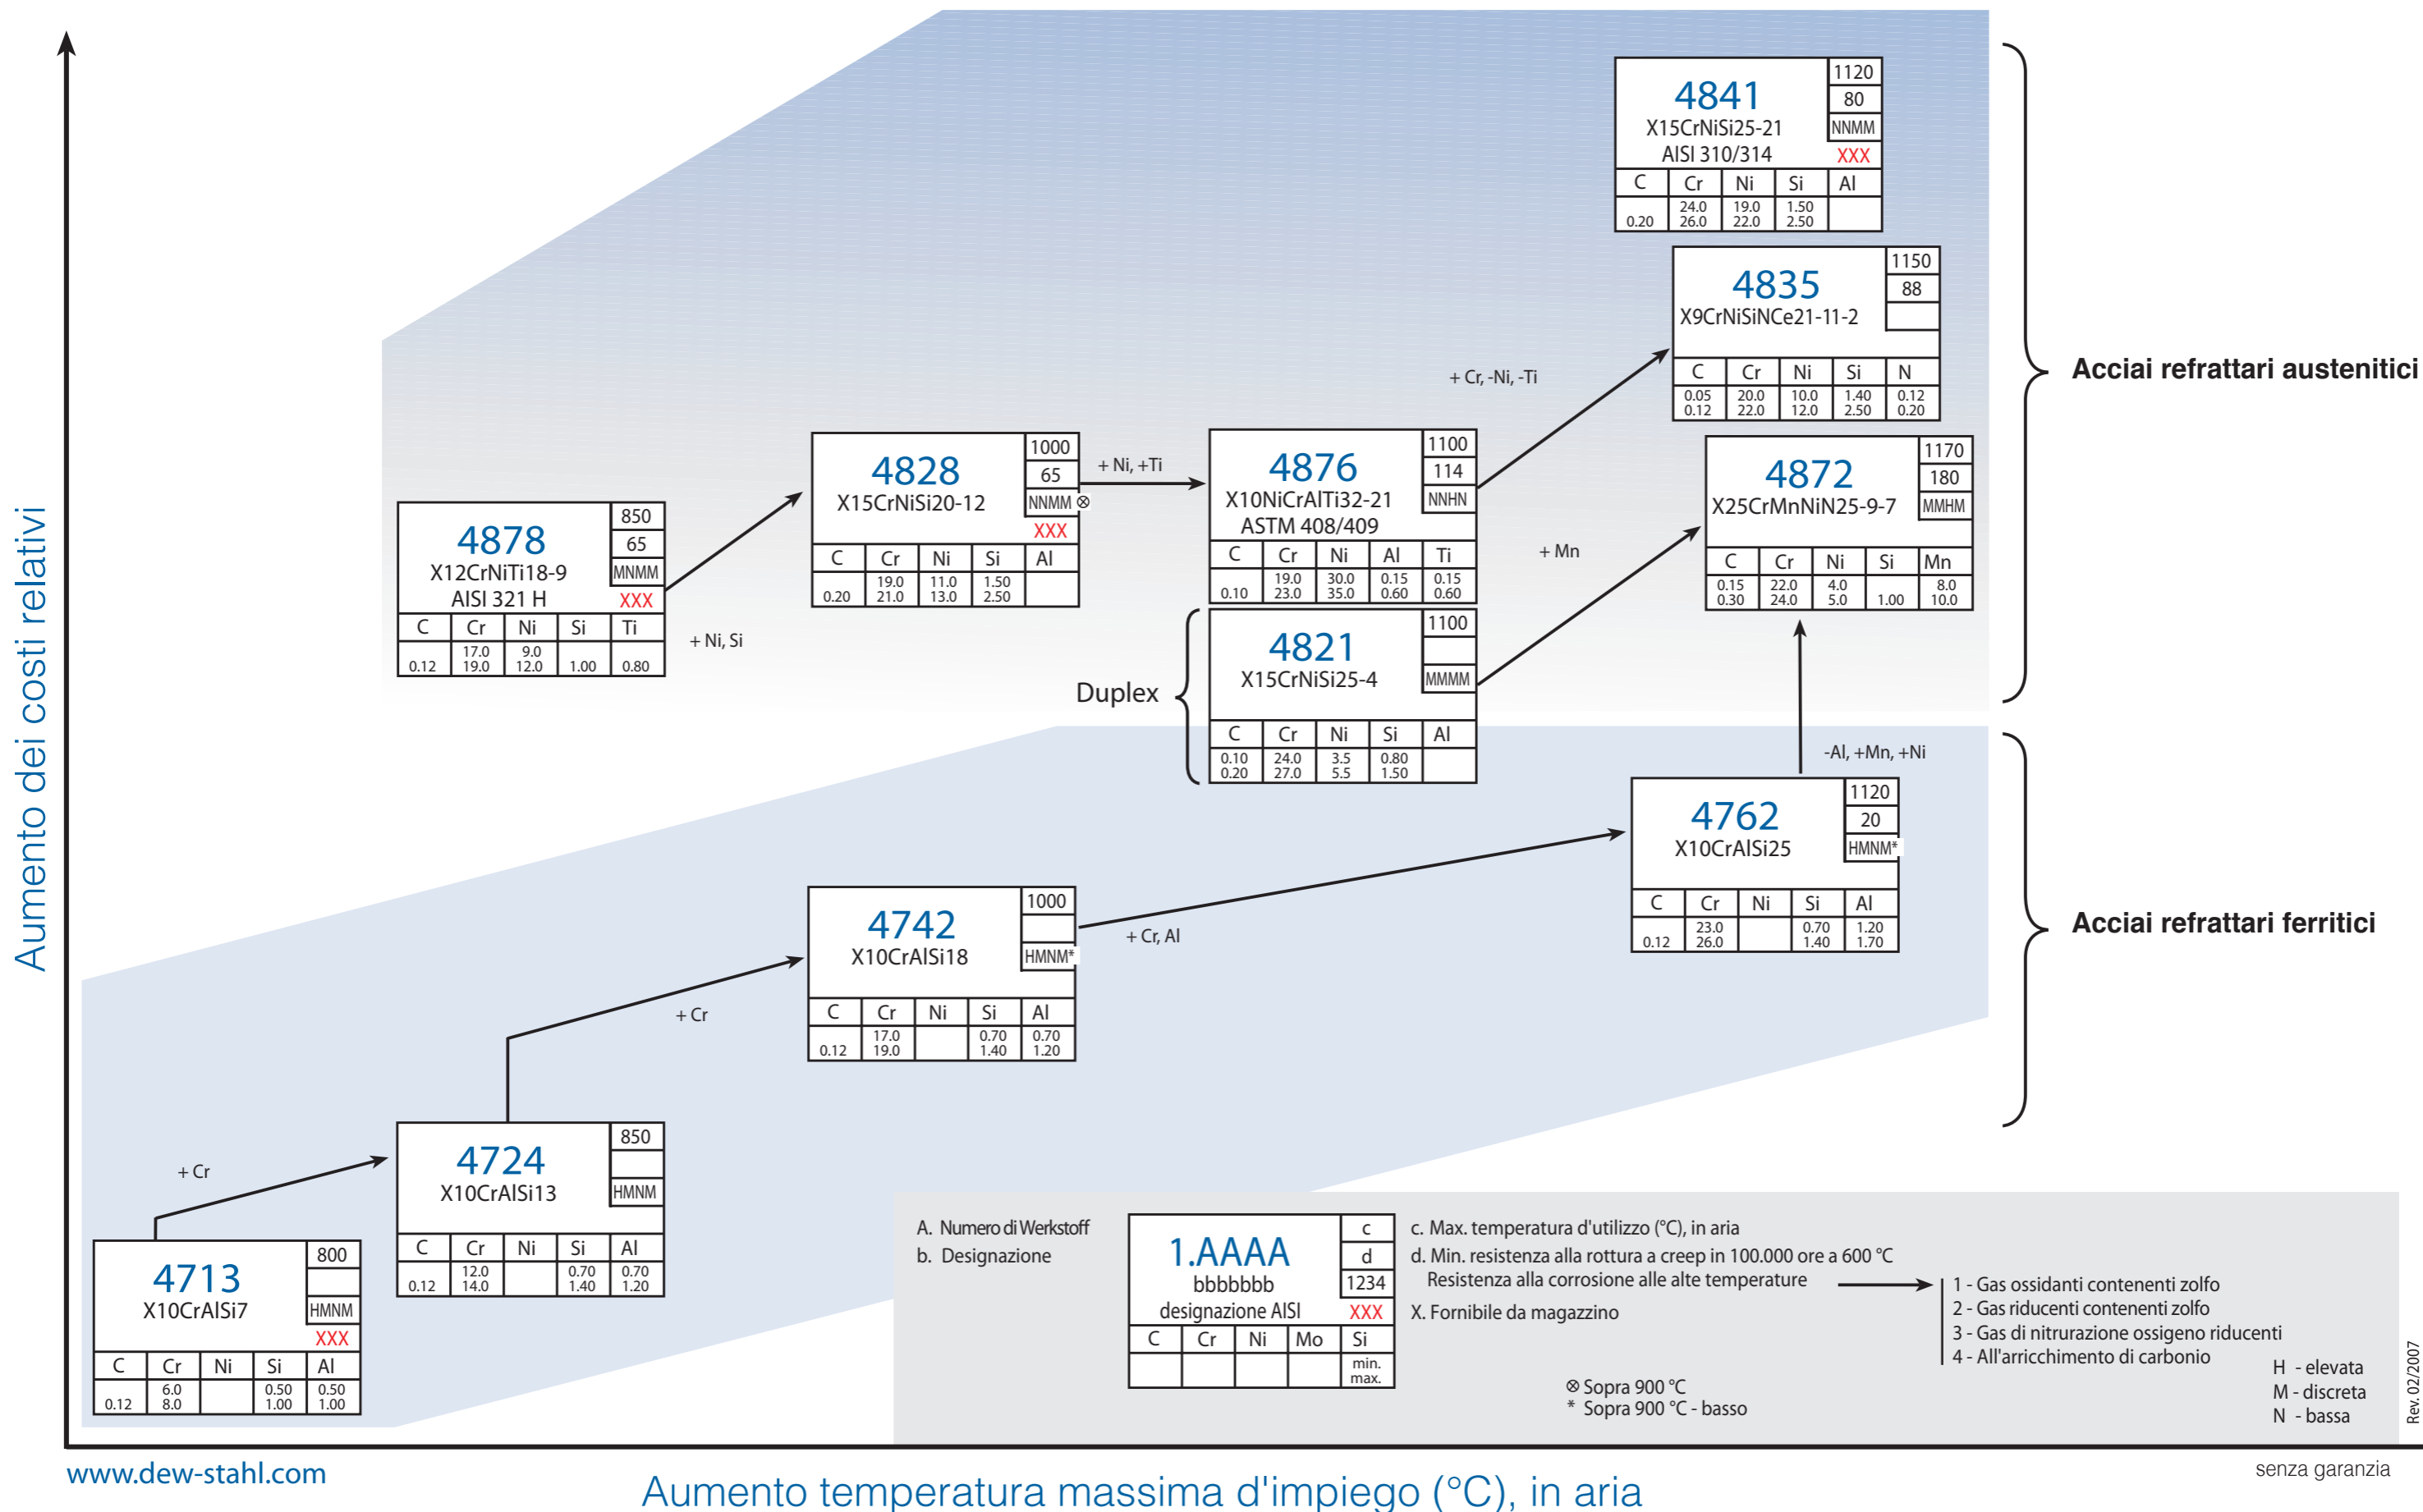 Aumento dei costi relativi
4841
X15CrNiSi25-21
AISI 310/314
1120
80
NNMM
XXX
C Cr Ni Si Al
24.0 19.0 1.50
0.20 26.0 22.0 2.50
4835
X9CrNiSiNCe21-11-2
1150
88
C Cr Ni Si N
0.05 20.0 10.0 1.40 0.12
0.12 22.0 12.0 2.50 0.20
+ Cr, -Ni, -Ti
Acciai refrattari austenitici
4878
X12CrNiTi18-9
AISI 321 H
850
65
MNMM
XXX
C Cr Ni Si Ti
17.0 9.0
0.12 19.0 12.0 1.00 0.80
+ Ni, Si
4828
X15CrNiSi20-12
1000
65
NNMM ⊗
XXX
C Cr Ni Si Al
19.0 11.0 1.50
0.20 21.0 13.0 2.50
+ Ni, +Ti
4876
X10NiCrAlTi32-21
ASTM 408/409
1100
114
NNHN
C Cr Ni Al Ti
19.0 30.0 0.15 0.15
0.10 23.0 35.0 0.60 0.60
+ Mn
4872
X25CrMnNiN25-9-7
1170
180
MMHM
C Cr Ni Si Mn
0.15 22.0 4.0 8.0
0.30 24.0 5.0 1.00 10.0
Duplex
4821
X15CrNiSi25-4
1100
MMMM
C Cr Ni Si Al
0.10 24.0 3.5 0.80
0.20 27.0 5.5 1.50
-Al, +Mn, +Ni
4762
X10CrAlSi25
1120
20
HMNM*
C Cr Ni Si Al
23.0 0.70 1.20
0.12 26.0 1.40 1.70
Acciai refrattari ferritici
4742
X10CrAlSi18
1000
HMNM*
C Cr Ni Si Al
17.0 0.70 0.70
0.12 19.0 1.40 1.20
+ Cr, Al
+ Cr
4724
X10CrAlSi13
850
HMNM
C Cr Ni Si Al
12.0 0.70 0.70
0.12 14.0 1.40 1.20
+ Cr
4713
X10CrAlSi7
800
HMNM
XXX
C Cr Ni Si Al
6.0 0.50 0.50
0.12 8.0 1.00 1.00
A. Numero di Werkstoff
b. Designazione
1.AAAA
bbbbbbb
designazione AISI
c
d
1234
XXX
C Cr Ni Mo Si
min.
max.
c. Max. temperatura d'utilizzo (°C), in aria
d. Min. resistenza alla rottura a creep in 100.000 ore a 600 °C
Resistenza alla corrosione alle alte temperature
X. Fornibile da magazzino
1 - Gas ossidanti contenenti zolfo
2 - Gas riducenti contenenti zolfo
3 - Gas di nitrurazione ossigeno riducenti
4 - All'arricchimento di carbonio
⊗ Sopra 900 °C
* Sopra 900 °C - basso
H - elevata
M - discreta
N - bassa
Rev. 02/2007
www.dew-stahl.com
Aumento temperatura massima d'impiego (°C), in aria
senza garanzia